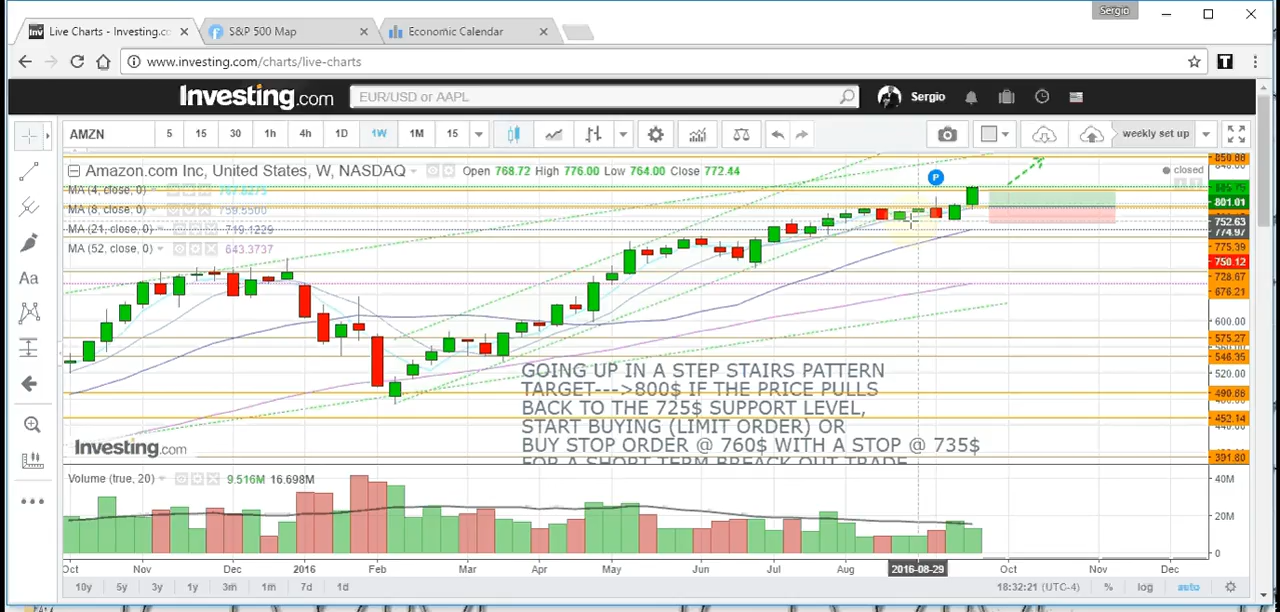 Sergio
Live Charts - Investing.co
S&P 500 Map
Economic Calendar
www.investing.com/charts/live-charts
Investing.com
EUR/USD or AAPL
Sergio
AMZN 5 15 30 1h 4h 1D 1W 1M 15 weekly set up
Amazon.com Inc, United States, W, NASDAQ Open 768.72 High 776.00 Low 764.00 Close 772.44
closed
MA (4, close, 0)
MA (8, close, 0) 759.5500
MA (21, close, 0) 719.1229
MA (52, close, 0) 643.3737
P
Aa
850.88
801.01
752.63
774.97
775.39
750.12
728.67
676.21
600.00
575.27
546.35
520.00
490.88
452.14
391.80
GOING UP IN A STEP STAIRS PATTERN
TARGET--->800$ IF THE PRICE PULLS
BACK TO THE 725$ SUPPORT LEVEL,
START BUYING (LIMIT ORDER) OR
BUY STOP ORDER @ 760$ WITH A STOP @ 735$
FOR A SHORT TERM BREACK OUT TRADE
Investing.com
Volume (true, 20) 9.516M 16.698M
40M
20M
0
Oct Nov Dec 2016 Feb Mar Apr May Jun Jul Aug 2016-08-29 Oct Nov Dec
10y 5y 3y 1y 3m 1m 7d 1d 18:32:21 (UTC-4) % log auto